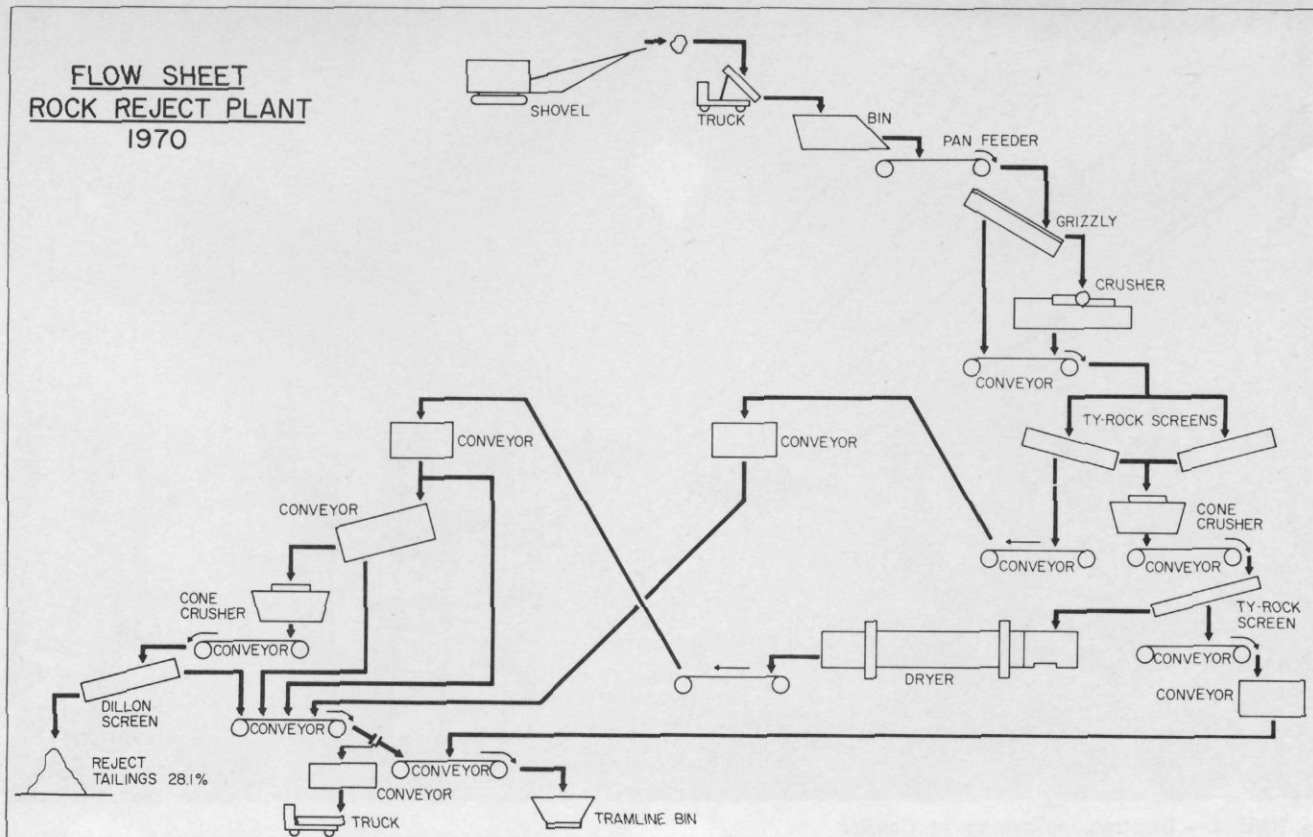 FLOW SHEET
ROCK REJECT PLANT
1970
SHOVEL
TRUCK
BIN
PAN FEEDER
GRIZZLY
CRUSHER
CONVEYOR
TY-ROCK SCREENS
CONVEYOR
CONVEYOR
CONVEYOR
CONE
CRUSHER
CONVEYOR
CONVEYOR
CONE
CRUSHER
TY-ROCK
SCREEN
CONVEYOR
CONVEYOR
DRYER
CONVEYOR
DILLON
SCREEN
CONVEYOR
REJECT
TAILINGS 28.1%
CONVEYOR
CONVEYOR
TRUCK
TRAMLINE BIN